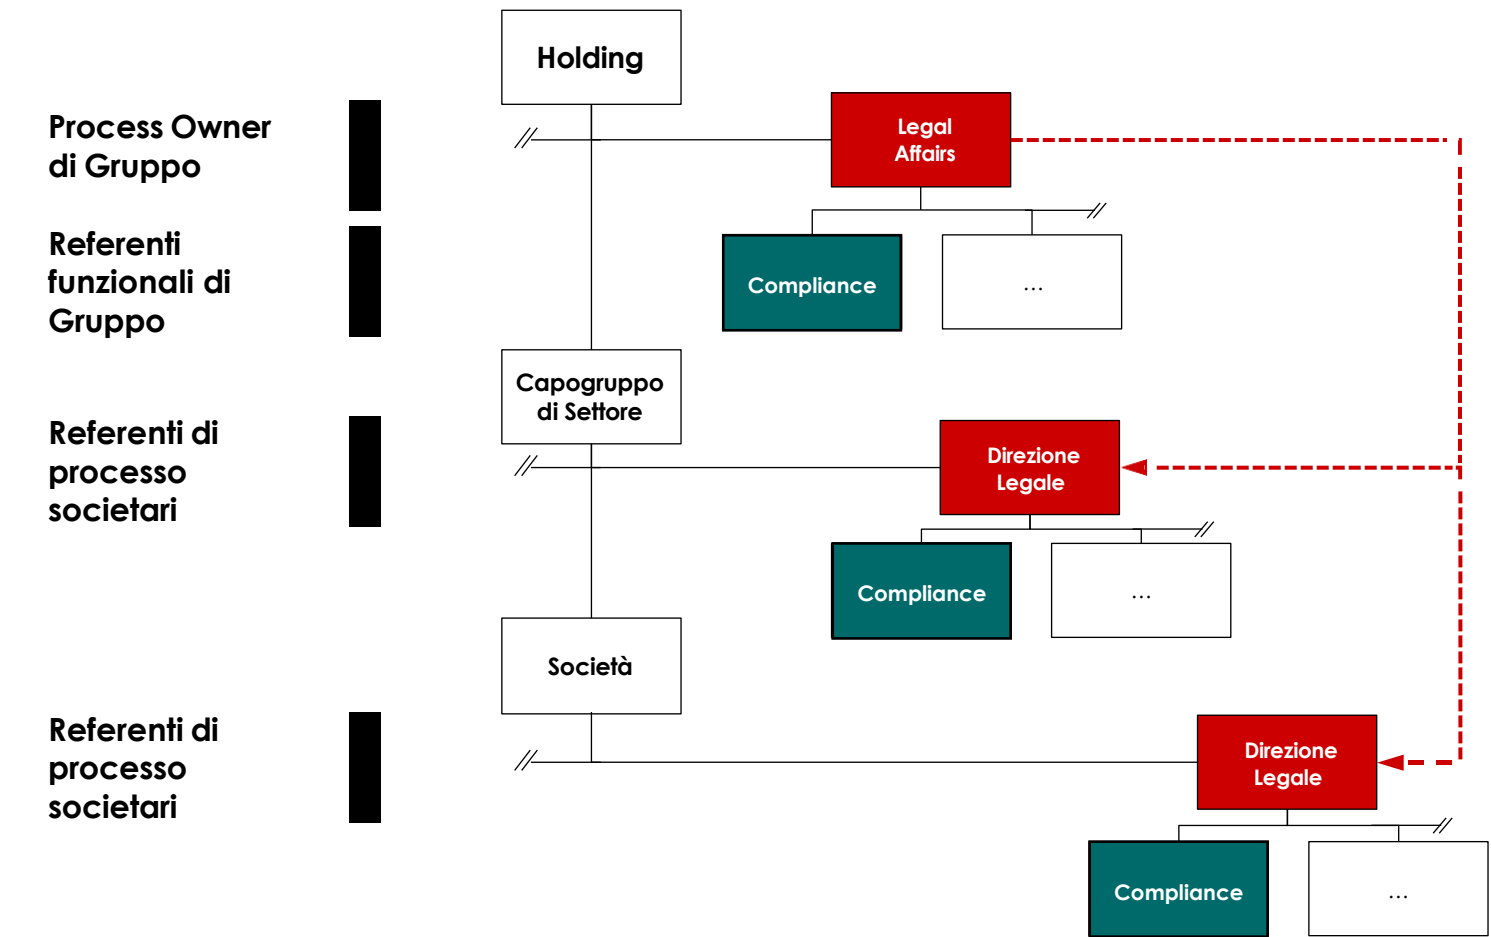 Holding
Process Owner
di Gruppo
Legal
Affairs
Referenti
funzionali di
Gruppo
Compliance
...
Capogruppo
di Settore
Referenti di
processo
societari
Direzione
Legale
Compliance
...
Società
Referenti di
processo
societari
Direzione
Legale
Compliance
...